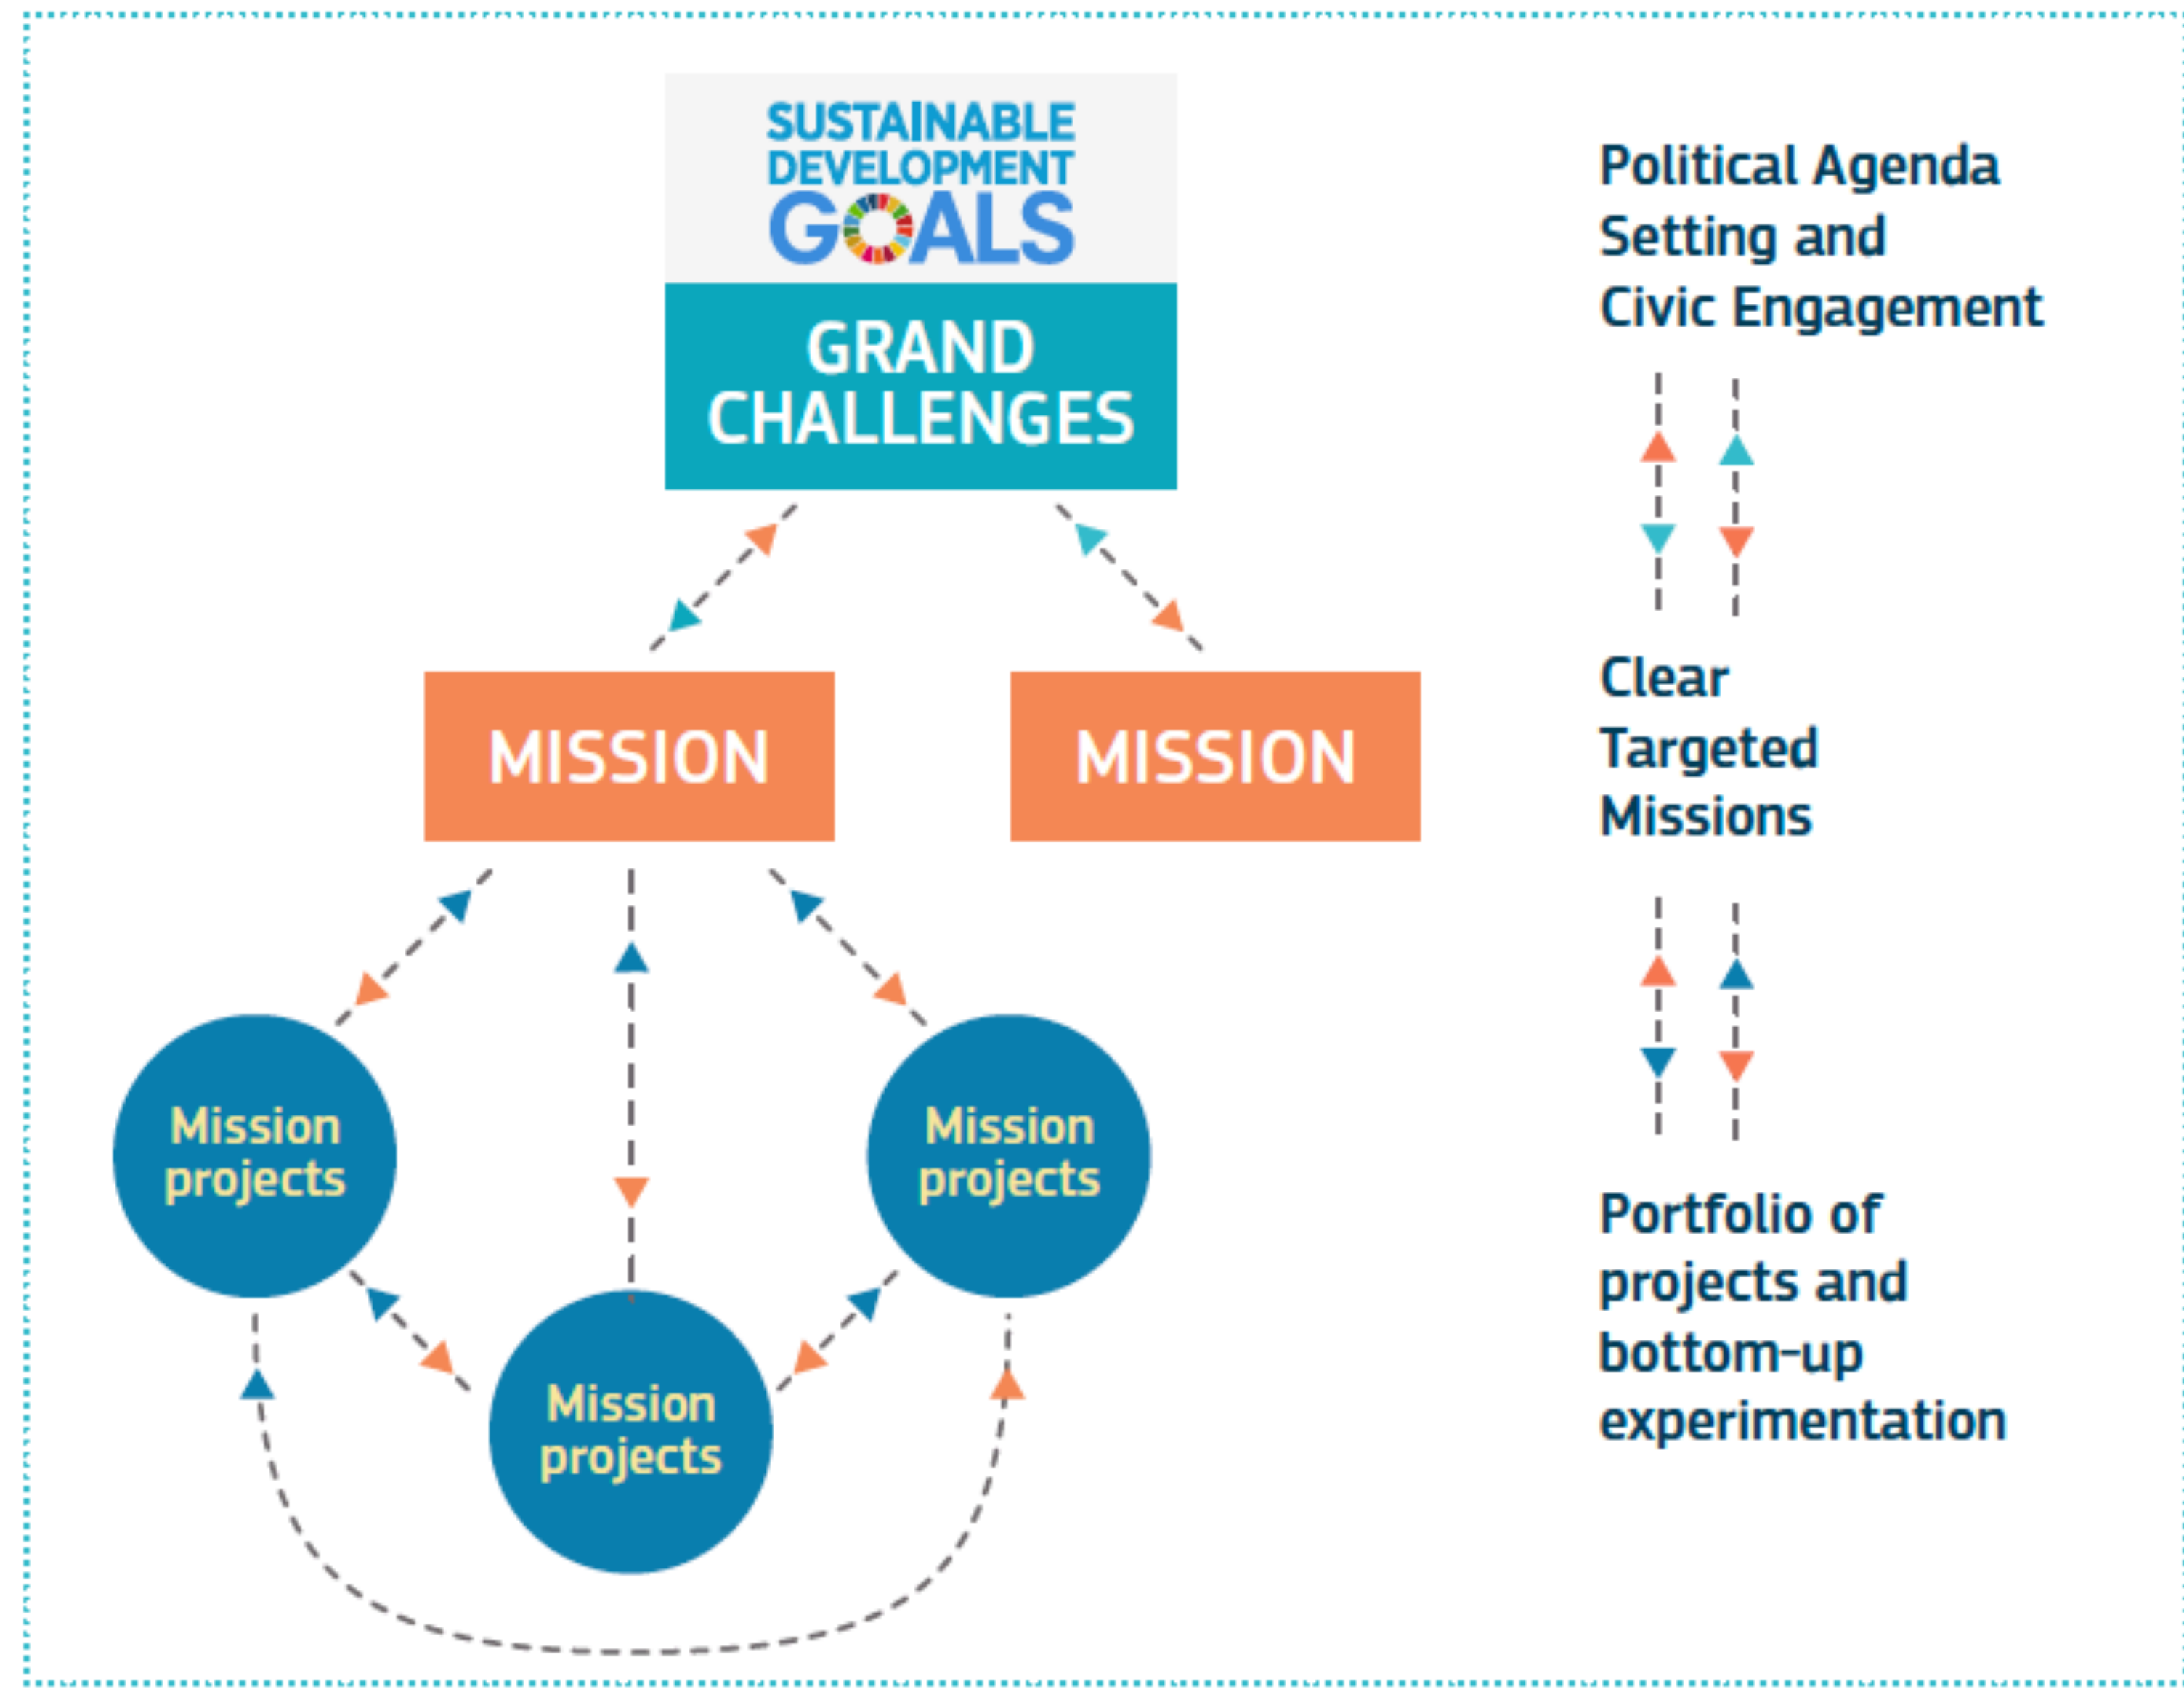 SUSTAINABLE
DEVELOPMENT
GOALS
GRAND
CHALLENGES
MISSION
MISSION
Mission
projects
Mission
projects
Mission
projects
Political Agenda
Setting and
Civic Engagement
Clear
Targeted
Missions
Portfolio of
projects and
bottom-up
experimentation